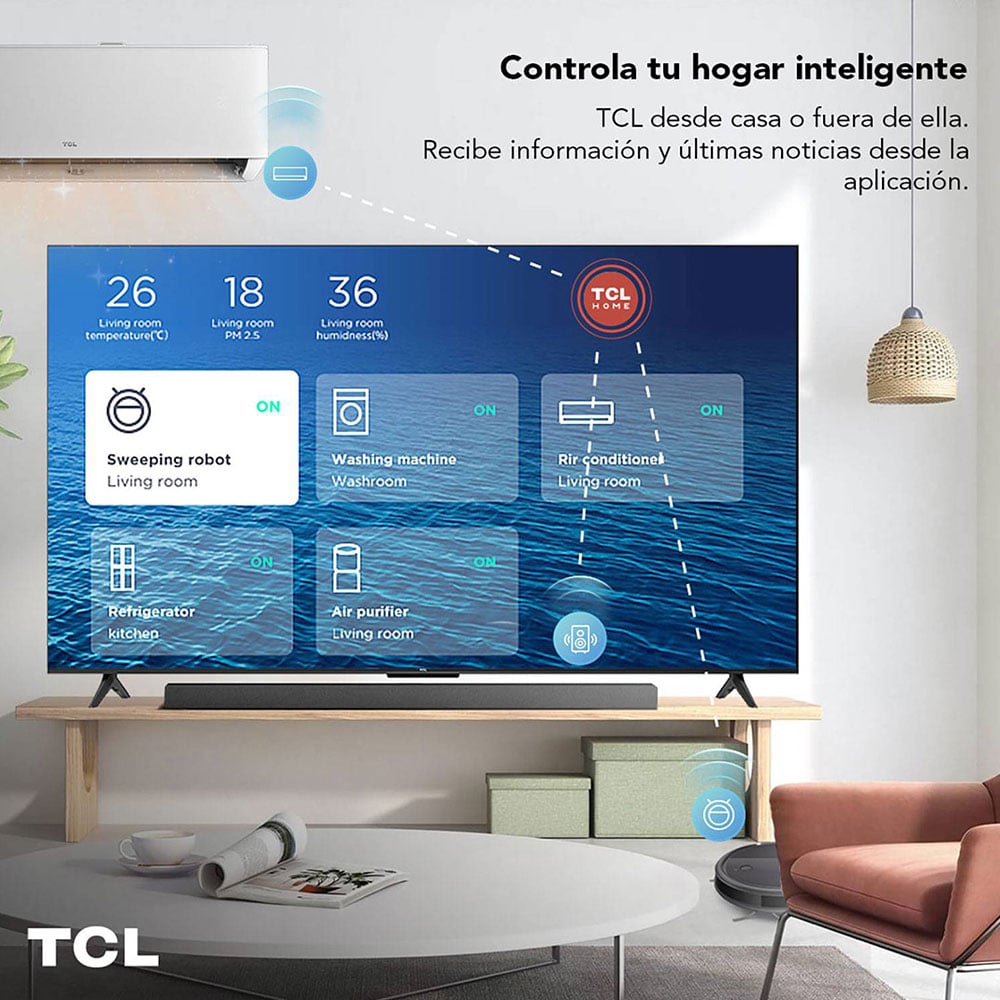 Controla tu hogar inteligente
TCL desde casa o fuera de ella.
Recibe información y últimas noticias desde la
aplicación.
TCL
26
Living room
temperature(℃)
18
Living room
PM 2.5
36
Living room
humidness(%)
TCL
HOME
ON
Sweeping robot
Living room
ON
Washing machine
Washroom
ON
Rir conditioner
Living room
ON
Refrigerator
kitchen
ON
Air purifier
Living room
TCL
TCL